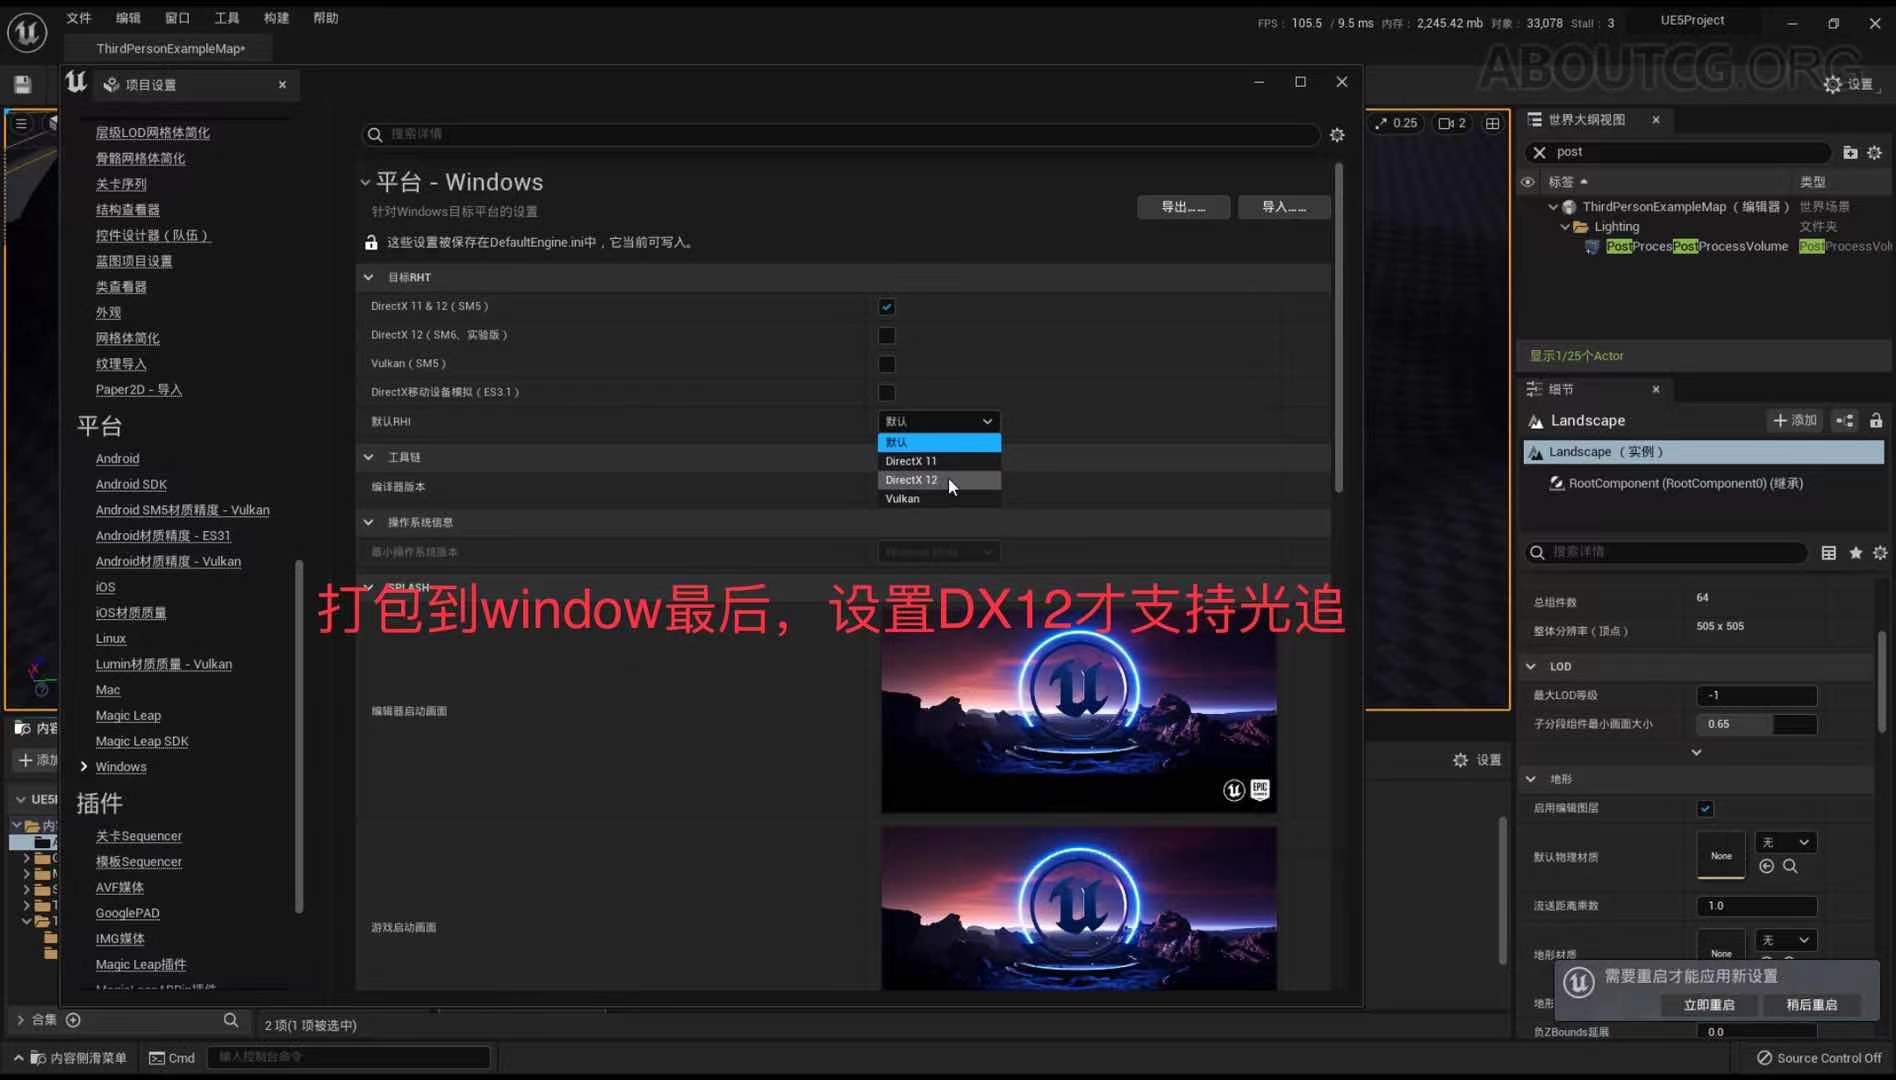 文件 编辑 窗口 工具 构建 帮助
FPS : 105.5 / 9.5 ms 内存 : 2,245.42 mb 对象 : 33,078 Stall : 3
UE5Project
ThirdPersonExampleMap*
ABOUTCG.ORG
项目设置
设置
层级LOD网格体简化
骨骼网格体简化
关卡序列
结构查看器
控件设计器（队伍）
蓝图项目设置
类查看器
外观
网格体简化
纹理导入
Paper2D - 导入
平台
Android
Android SDK
Android SM5材质精度 - Vulkan
Android材质精度 - ES31
Android材质精度 - Vulkan
iOS
iOS材质质量
Linux
Lumin材质质量 - Vulkan
Mac
Magic Leap
Magic Leap SDK
Windows
插件
关卡Sequencer
模板Sequencer
AVF媒体
GooglePAD
IMG媒体
Magic Leap插件
搜索详情
平台 - Windows
针对Windows目标平台的设置
导出...... 导入......
这些设置被保存在DefaultEngine.ini中，它当前可写入。
目标RHT
DirectX 11 & 12（SM5）
DirectX 12（SM6、实验版）
Vulkan（SM5）
DirectX移动设备模拟（ES3.1）
默认RHI 默认
默认
DirectX 11
DirectX 12
Vulkan
工具链
编译器版本
操作系统信息
最小操作系统版本
SPLASH
打包到window最后，设置DX12才支持光追
编辑器启动画面
EPIC GAMES
游戏启动画面
0.25 2
世界大纲视图
post
标签 类型
ThirdPersonExampleMap（编辑器） 世界场景
Lighting 文件夹
PostProcesPostProcessVolume PostProcessVolu
显示1/25个Actor
细节
Landscape 添加
Landscape（实例）
RootComponent (RootComponent0) (继承)
搜索详情
总组件数 64
整体分辨率（顶点） 505 x 505
LOD
最大LOD等级 -1
子分段组件最小画面大小 0.65
地形
启用编辑图层
默认物理材质 None 无
流送距离乘数 1.0
地形材质 None 无
需要重启才能应用新设置
立即重启 稍后重启
负ZBounds延展 0.0
设置
合集
2 项(1 项被选中)
内容侧滑菜单 Cmd 输入控制台命令
Source Control Off